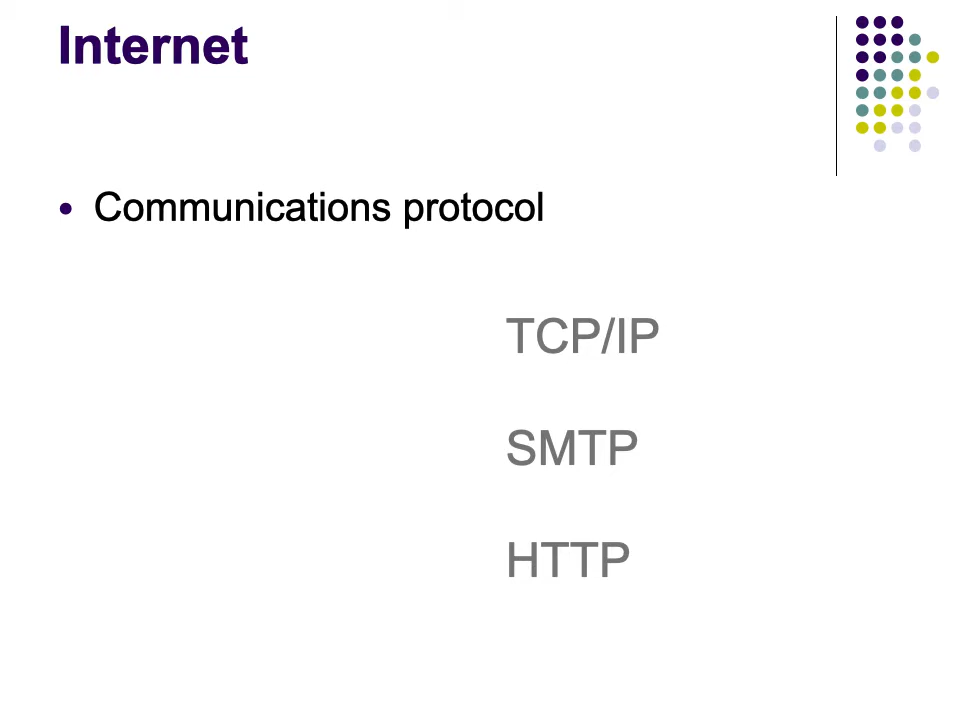 Internet
• Communications protocol
TCP/IP
SMTP
HTTP